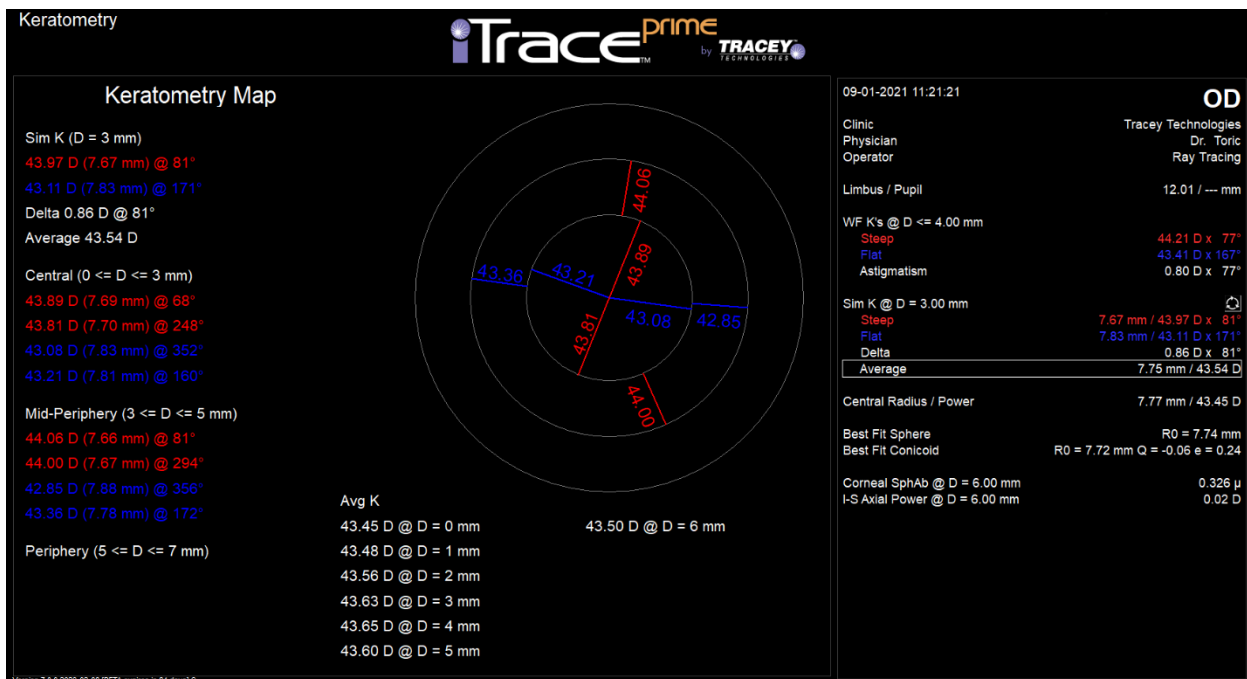 Keratometry
iTrace™ prime
by TRACEY™
TECHNOLOGIES
Keratometry Map
Sim K (D = 3 mm)
43.97 D (7.67 mm) @ 81°
43.11 D (7.83 mm) @ 171°
Delta 0.86 D @ 81°
Average 43.54 D
Central (0 <= D <= 3 mm)
43.89 D (7.69 mm) @ 68°
43.81 D (7.70 mm) @ 248°
43.08 D (7.83 mm) @ 352°
43.21 D (7.81 mm) @ 160°
Mid-Periphery (3 <= D <= 5 mm)
44.06 D (7.66 mm) @ 81°
44.00 D (7.67 mm) @ 294°
42.85 D (7.88 mm) @ 356°
43.36 D (7.78 mm) @ 172°
Periphery (5 <= D <= 7 mm)
44.06
43.89
43.36
43.21
43.08
42.85
43.81
44.00
Avg K
43.45 D @ D = 0 mm
43.48 D @ D = 1 mm
43.56 D @ D = 2 mm
43.63 D @ D = 3 mm
43.65 D @ D = 4 mm
43.60 D @ D = 5 mm
43.50 D @ D = 6 mm
09-01-2021 11:21:21
OD
Clinic Tracey Technologies
Physician Dr. Toric
Operator Ray Tracing
Limbus / Pupil 12.01 / --- mm
WF K's @ D <= 4.00 mm
Steep 44.21 D x 77°
Flat 43.41 D x 167°
Astigmatism 0.80 D x 77°
Sim K @ D = 3.00 mm
Steep 7.67 mm / 43.97 D x 81°
Flat 7.83 mm / 43.11 D x 171°
Delta 0.86 D x 81°
Average 7.75 mm / 43.54 D
Central Radius / Power 7.77 mm / 43.45 D
Best Fit Sphere R0 = 7.74 mm
Best Fit Conicoid R0 = 7.72 mm Q = -0.06 e = 0.24
Corneal SphAb @ D = 6.00 mm 0.326 µ
I-S Axial Power @ D = 6.00 mm 0.02 D